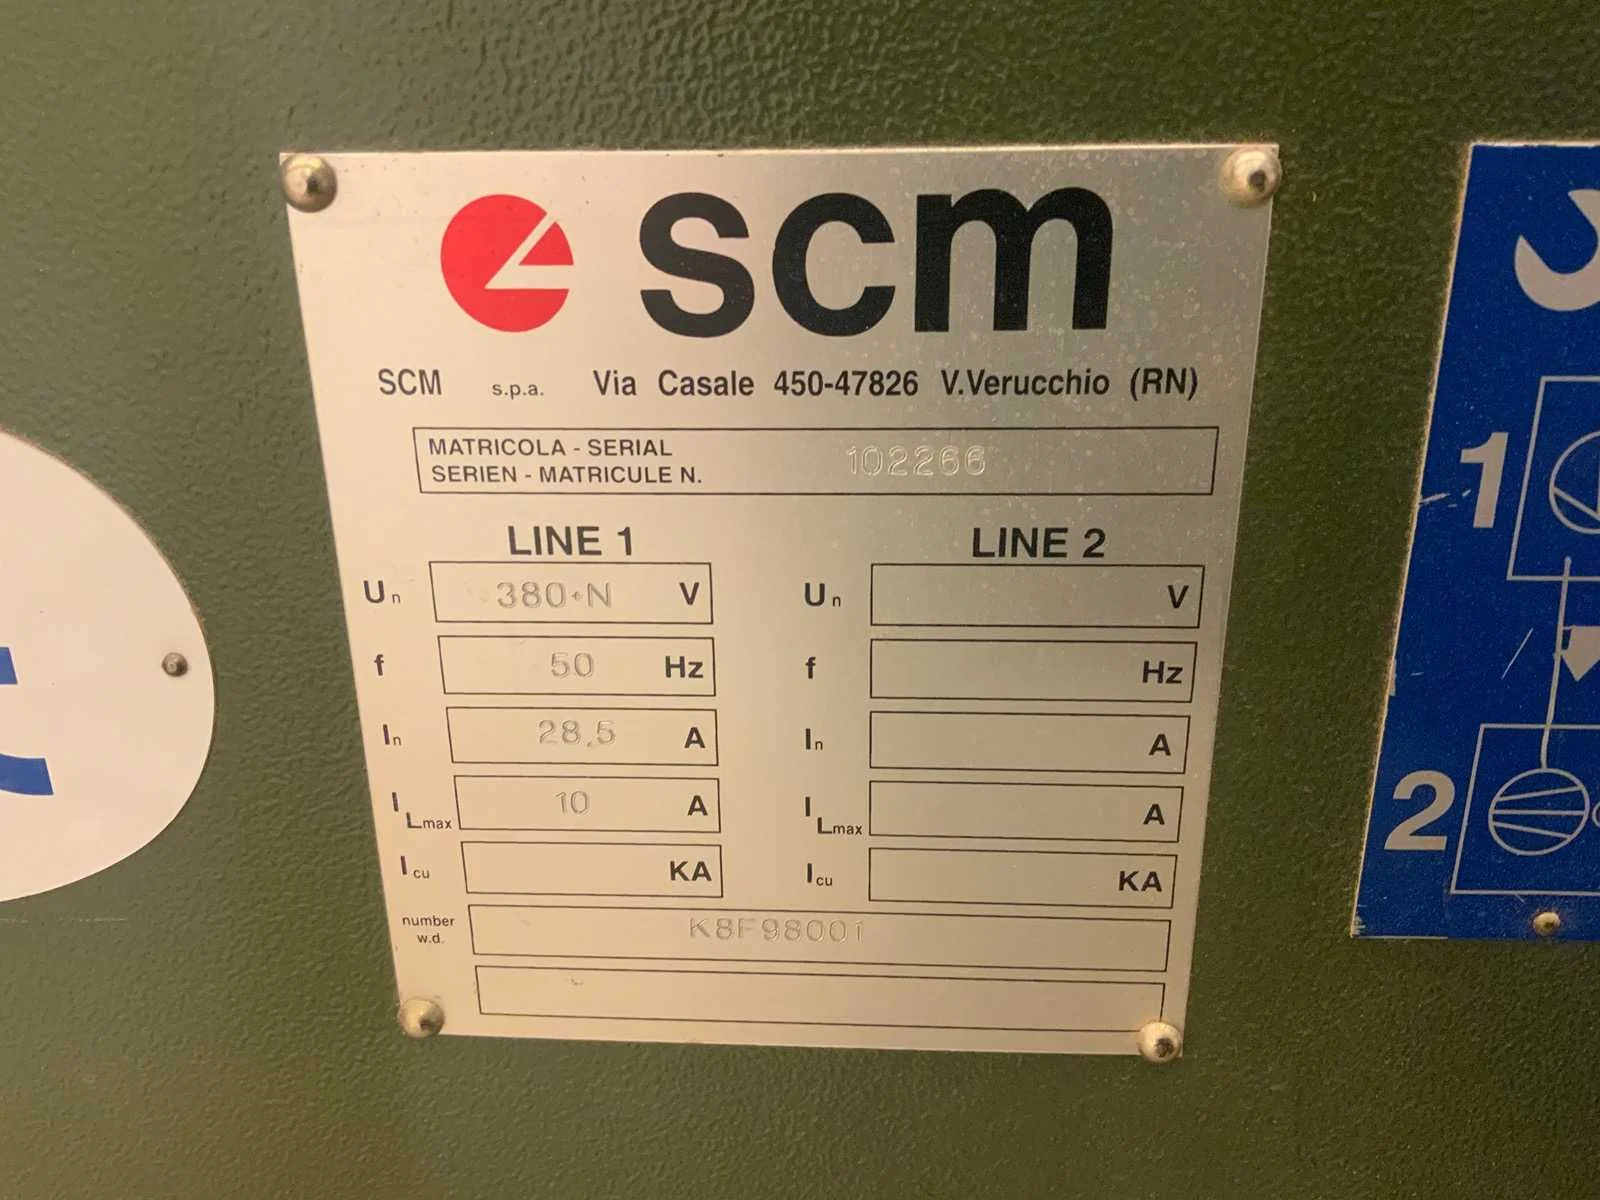 scm
SCM s.p.a. Via Casale 450-47826 V.Verucchio (RN)
MATRICOLA - SERIAL
SERIEN - MATRICULE N. 102266
LINE 1 LINE 2
Un 380+N V Un V
f 50 Hz f Hz
In 28.5 A In A
ILmax 10 A ILmax A
Icu KA Icu KA
number
w.d. K8F98001
1
2